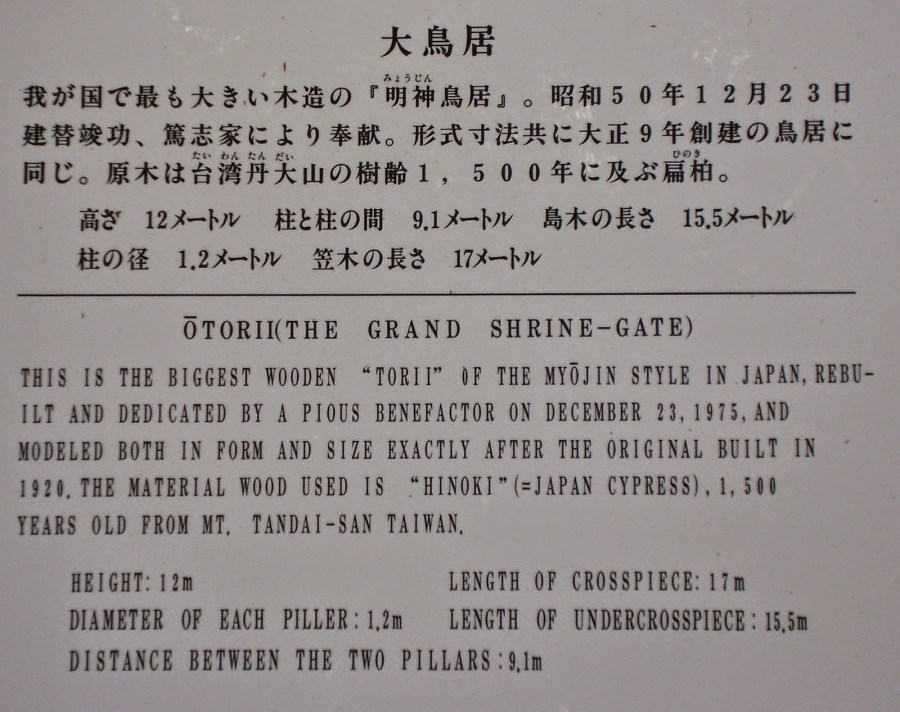 大鳥居
我が国で最も大きい木造の『明神鳥居』。昭和50年12月23日
建替竣功、篤志家により奉献。形式寸法共に大正9年創建の鳥居に
同じ。原木は台湾丹大山の樹齢1,500年に及ぶ扁柏。
高さ 12メートル 柱と柱の間 9.1メートル 島木の長さ 15.5メートル
柱の径 1.2メートル 笠木の長さ 17メートル
ŌTORII(THE GRAND SHRINE-GATE)
THIS IS THE BIGGEST WOODEN “TORII” OF THE MYŌJIN STYLE IN JAPAN, REBU-
ILT AND DEDICATED BY A PIOUS BENEFACTOR ON DECEMBER 23, 1975, AND
MODELED BOTH IN FORM AND SIZE EXACTLY AFTER THE ORIGINAL BUILT IN
1920. THE MATERIAL WOOD USED IS “HINOKI”(=JAPAN CYPRESS), 1,500
YEARS OLD FROM MT. TANDAI-SAN TAIWAN.
HEIGHT: 12m LENGTH OF CROSSPIECE: 17m
DIAMETER OF EACH PILLER: 1.2m LENGTH OF UNDERCROSSPIECE: 15.5m
DISTANCE BETWEEN THE TWO PILLARS: 9.1m